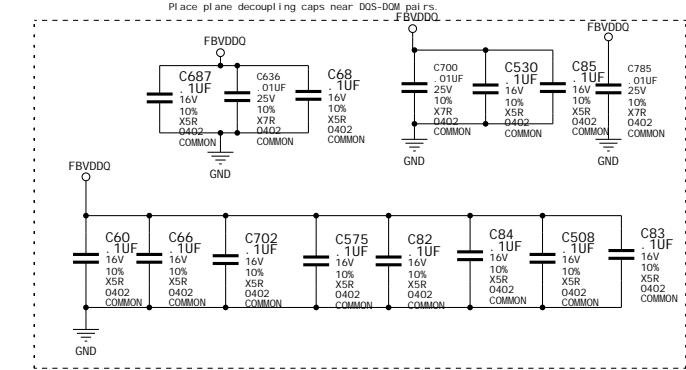 Place plane decoupling caps near DQS-DQM pairs.
FBVDDQ
C687
.1UF
16V
10%
X5R
0402
COMMON
C636
.01UF
25V
10%
X7R
0402
COMMON
C68
.1UF
16V
10%
X5R
0402
COMMON
GND
FBVDDQ
C700
.01UF
25V
10%
X7R
0402
COMMON
C530
.1UF
16V
10%
X5R
0402
COMMON
C85
.1UF
16V
10%
X5R
0402
COMMON
GND
FBVDDQ
C785
.01UF
25V
10%
X7R
0402
COMMON
GND
FBVDDQ
C60
.1UF
16V
10%
X5R
0402
COMMON
C66
.1UF
16V
10%
X5R
0402
COMMON
C702
.1UF
16V
10%
X5R
0402
COMMON
C575
.1UF
16V
10%
X5R
0402
COMMON
C82
.1UF
16V
10%
X5R
0402
COMMON
C84
.1UF
16V
10%
X5R
0402
COMMON
C508
.1UF
16V
10%
X5R
0402
COMMON
C83
.1UF
16V
10%
X5R
0402
COMMON
GND